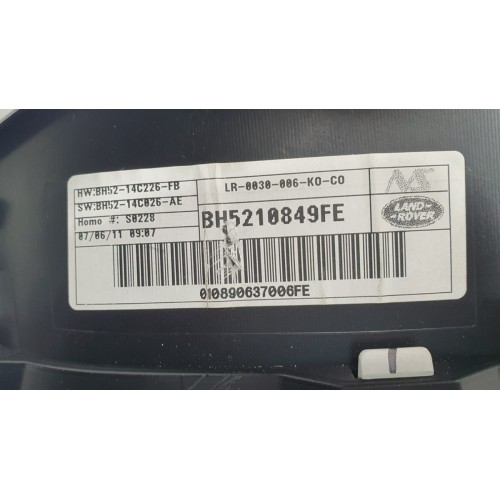 HW:BH52-14C226-FB
SW:BH52-14C026-AE
Homo #: S0228
07/06/11 09:07
LR-0030-006-KO-CO
BH5210849FE
010890637006FE
LAND
ROVER